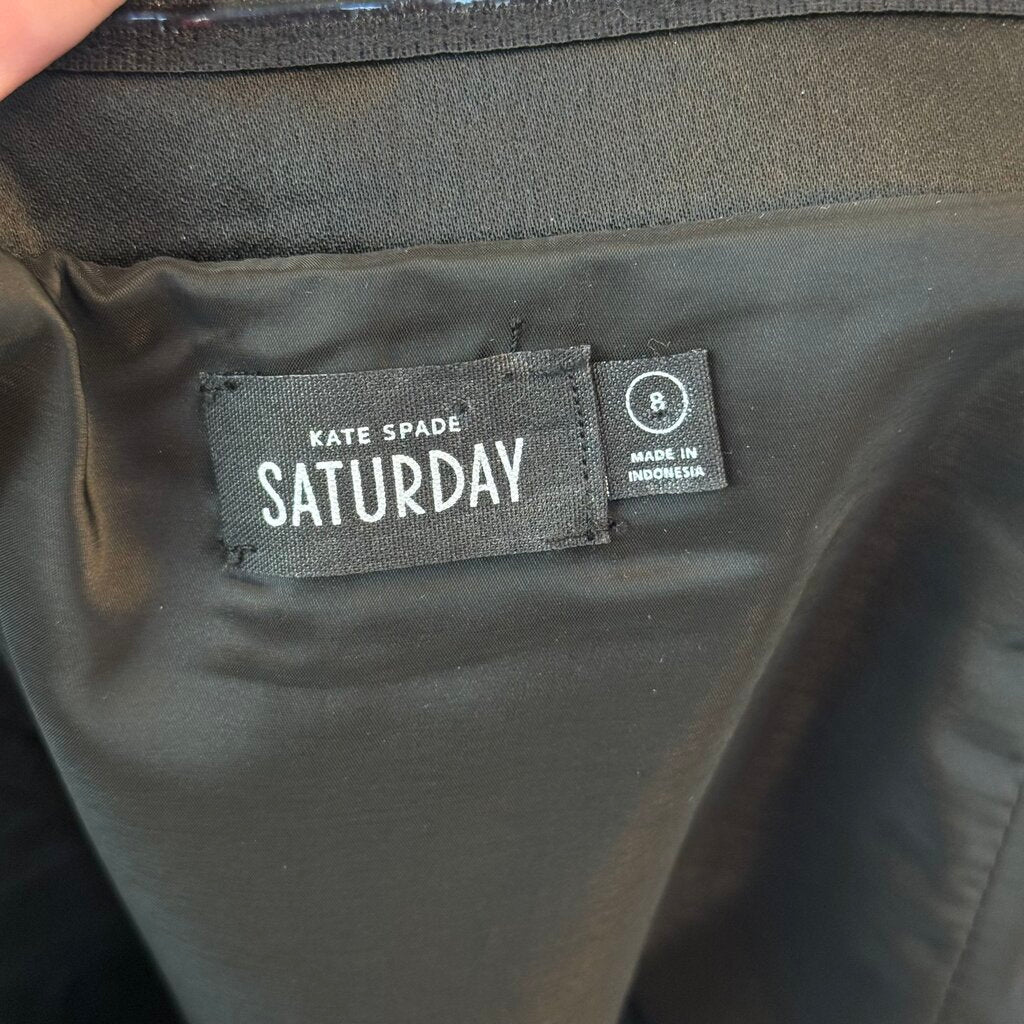 KATE SPADE
SATURDAY
8
MADE IN
INDONESIA